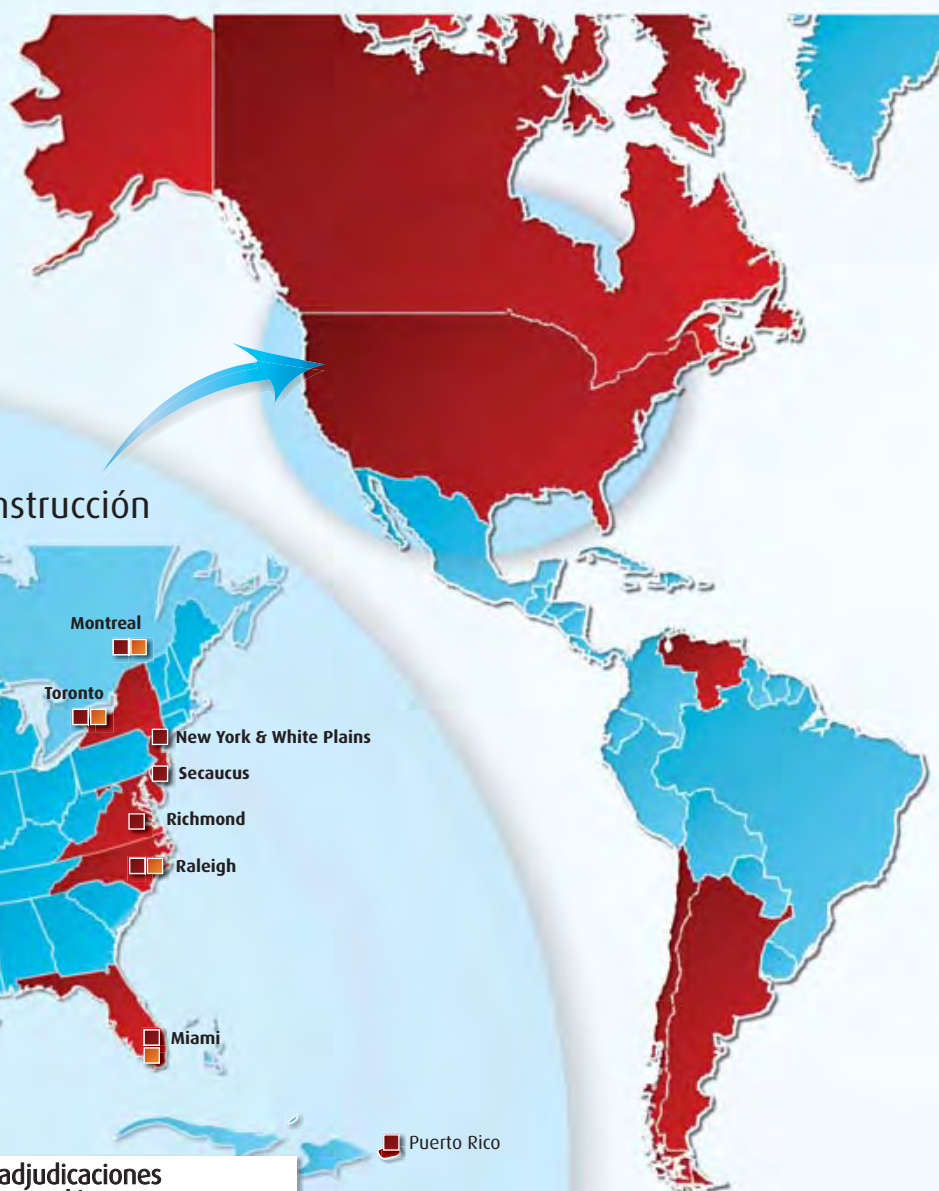 nstrucción
Montreal
Toronto
New York & White Plains
Secaucus
Richmond
Raleigh
Miami
Puerto Rico
adjudicaciones